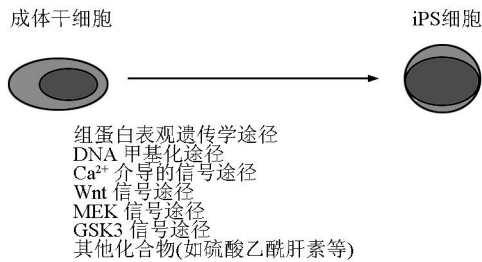 成体干细胞
iPS细胞
组蛋白表观遗传学途径
DNA 甲基化途径
Ca²⁺ 介导的信号途径
Wnt 信号途径
MEK 信号途径
GSK3 信号途径
其他化合物(如硫酸乙酰肝素等)